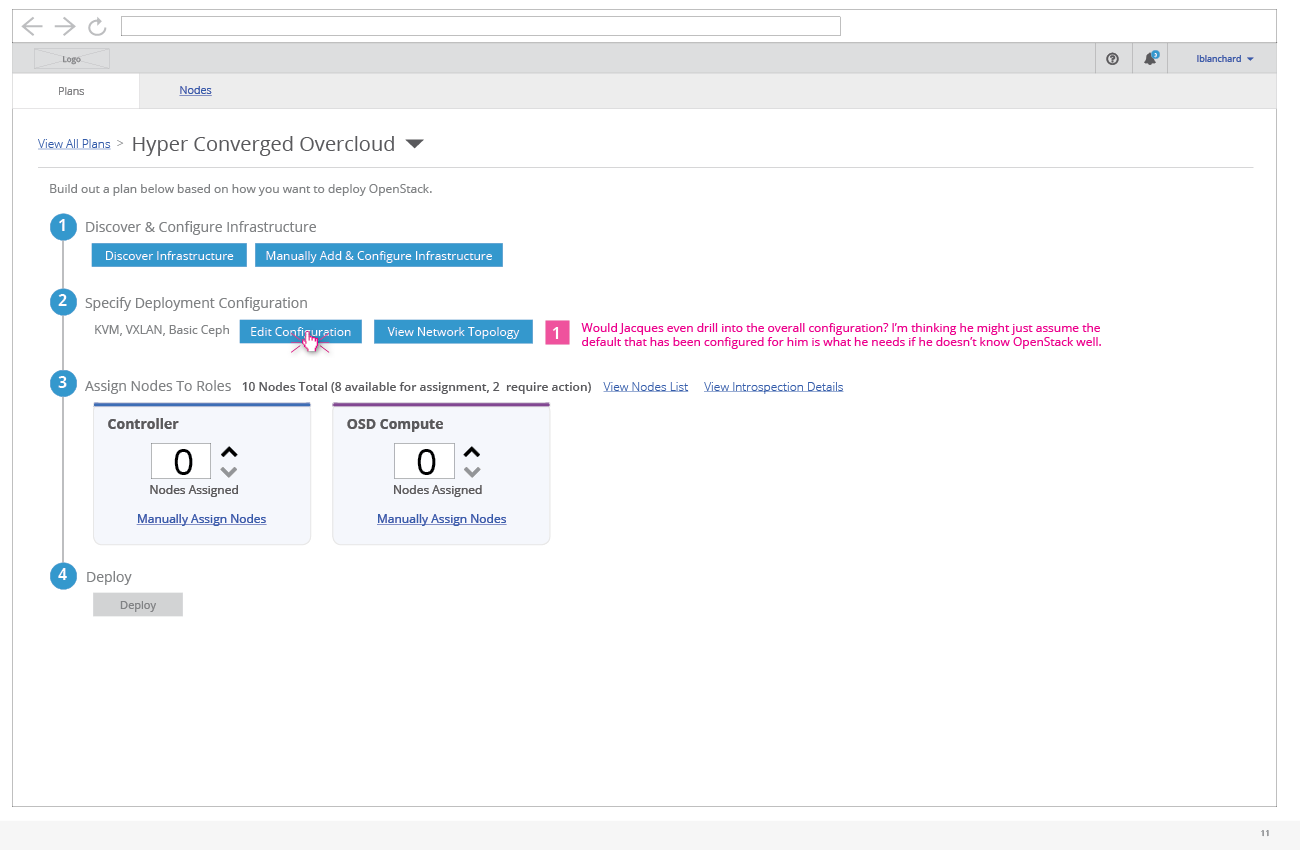 Logo
3
lblanchard
Plans
Nodes
View All Plans > Hyper Converged Overcloud
Build out a plan below based on how you want to deploy OpenStack.
1 Discover & Configure Infrastructure
Discover Infrastructure
Manually Add & Configure Infrastructure
2 Specify Deployment Configuration
KVM, VXLAN, Basic Ceph
Edit Configuration
View Network Topology
1
Would Jacques even drill into the overall configuration? I'm thinking he might just assume the
default that has been configured for him is what he needs if he doesn't know OpenStack well.
3 Assign Nodes To Roles 10 Nodes Total (8 available for assignment, 2 require action) View Nodes List View Introspection Details
Controller
0
Nodes Assigned
Manually Assign Nodes
OSD Compute
0
Nodes Assigned
Manually Assign Nodes
4 Deploy
Deploy
11